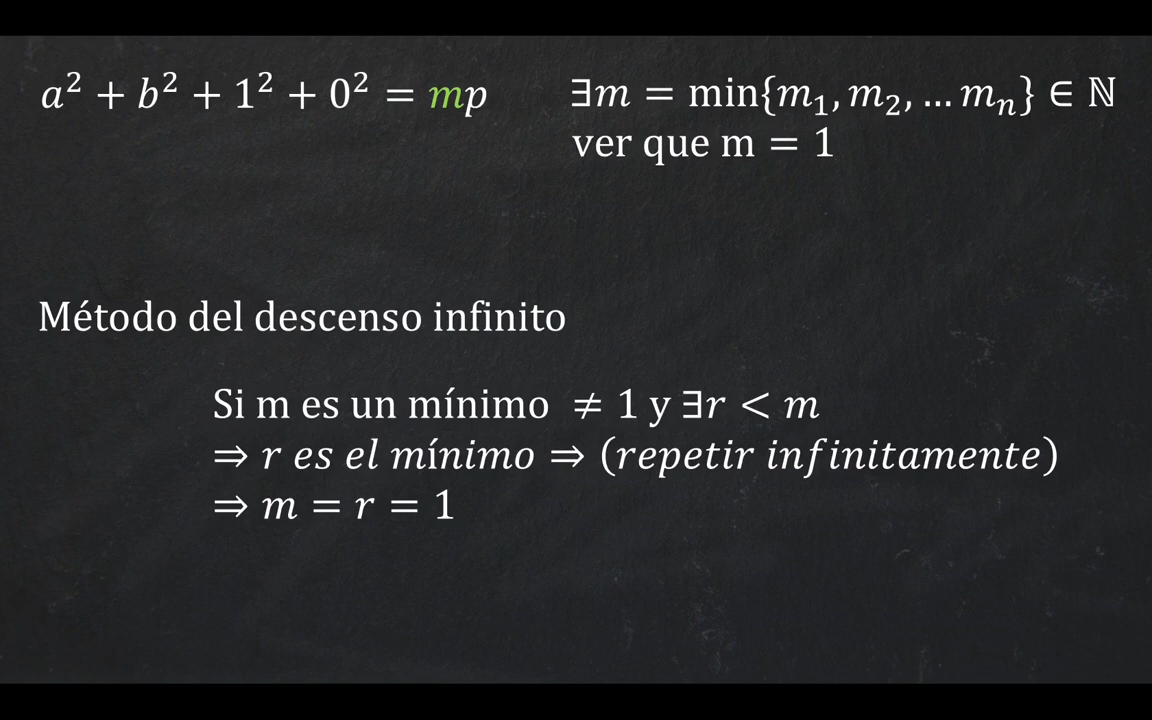 a² + b² + 1² + 0² = mp
∃m = min{m₁, m₂, … mₙ} ∈ ℕ
ver que m = 1
Método del descenso infinito
Si m es un mínimo ≠ 1 y ∃r < m
⇒ r es el mínimo ⇒ (repetir infinitamente)
⇒ m = r = 1